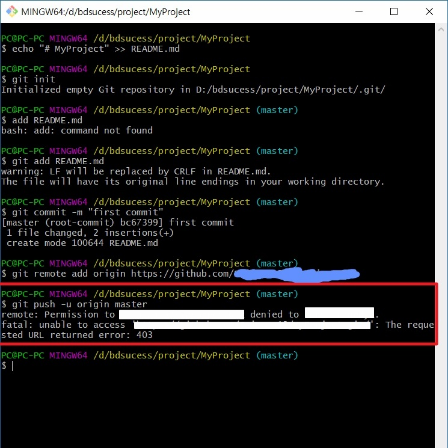 MINGW64:/d/bdsucess/project/MyProject
PC@PC-PC MINGW64 /d/bdsucess/project/MyProject
$ echo "# MyProject" >> README.md
PC@PC-PC MINGW64 /d/bdsucess/project/MyProject
$ git init
Initialized empty Git repository in D:/bdsucess/project/MyProject/.git/
PC@PC-PC MINGW64 /d/bdsucess/project/MyProject (master)
$ add README.md
bash: add: command not found
PC@PC-PC MINGW64 /d/bdsucess/project/MyProject (master)
$ git add README.md
warning: LF will be replaced by CRLF in README.md.
The file will have its original line endings in your working directory.
PC@PC-PC MINGW64 /d/bdsucess/project/MyProject (master)
$ git commit -m "first commit"
[master (root-commit) bc67399] first commit
1 file changed, 2 insertions(+)
create mode 100644 README.md
PC@PC-PC MINGW64 /d/bdsucess/project/MyProject (master)
$ git remote add origin https://github.com/
PC@PC-PC MINGW64 /d/bdsucess/project/MyProject (master)
$ git push -u origin master
remote: Permission to denied to .
fatal: unable to access ': The reque
sted URL returned error: 403
PC@PC-PC MINGW64 /d/bdsucess/project/MyProject (master)
$